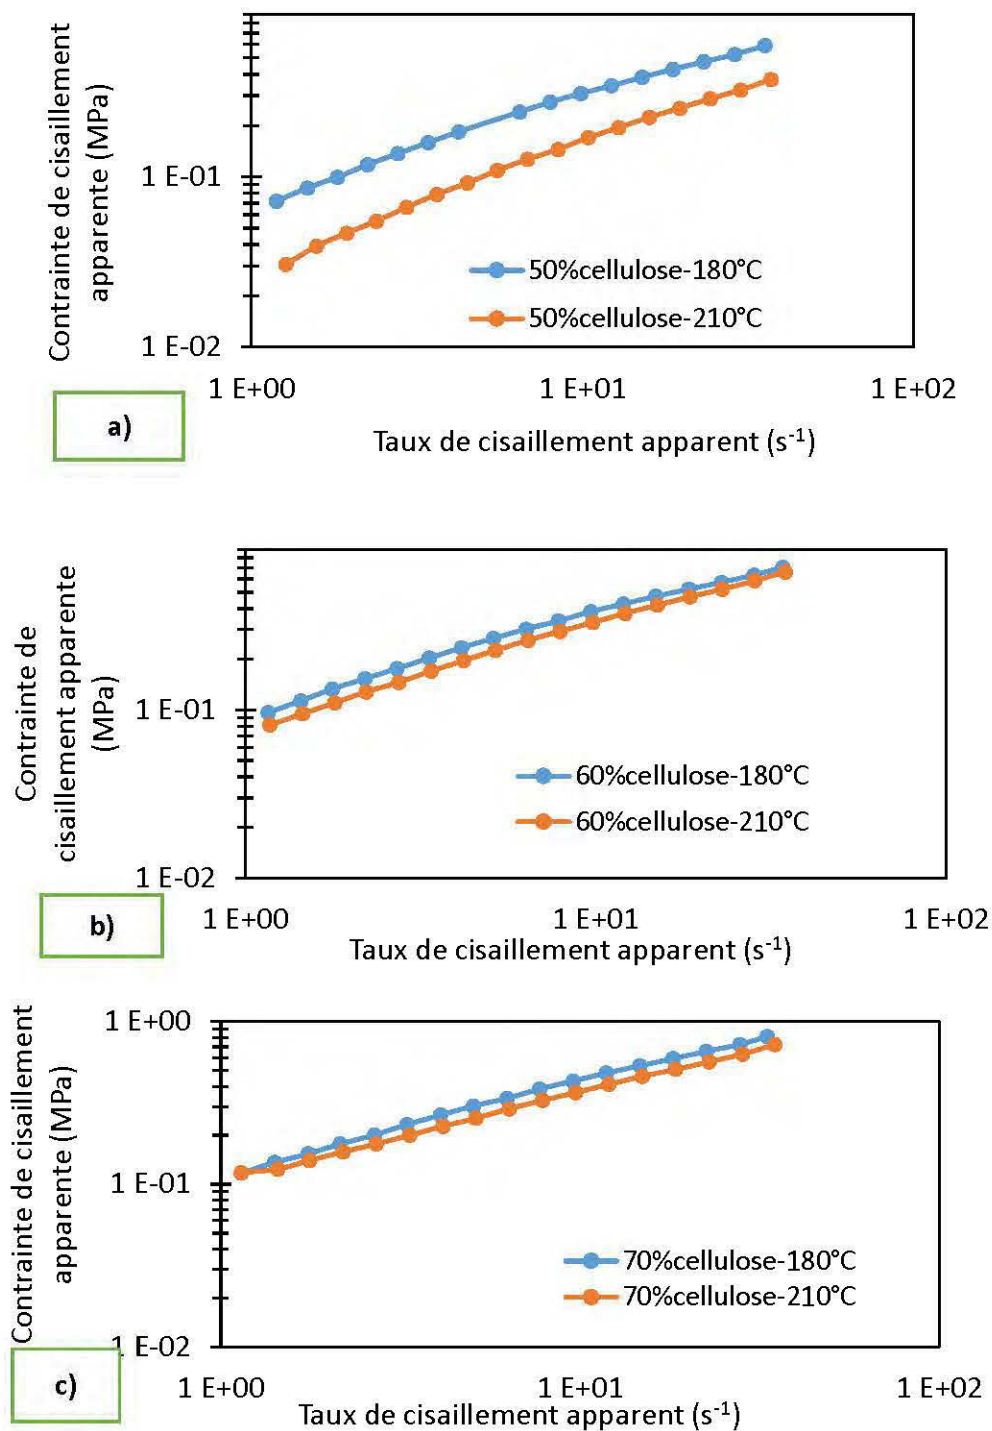 Contrainte de cisaillement
apparente (MPa)
1 E-01
1 E-02
50%cellulose-180°C
50%cellulose-210°C
1 E+00
1 E+01
1 E+02
a)
Taux de cisaillement apparent (s-1)
Contrainte de
cisaillement apparente
(MPa)
1 E-01
1 E-02
60%cellulose-180°C
60%cellulose-210°C
1 E+00
1 E+01
1 E+02
b)
Taux de cisaillement apparent (s-1)
Contrainte de cisaillement
apparente (MPa)
1 E+00
1 E-01
1 E-02
70%cellulose-180°C
70%cellulose-210°C
1 E+00
1 E+01
1 E+02
c)
Taux de cisaillement apparent (s-1)